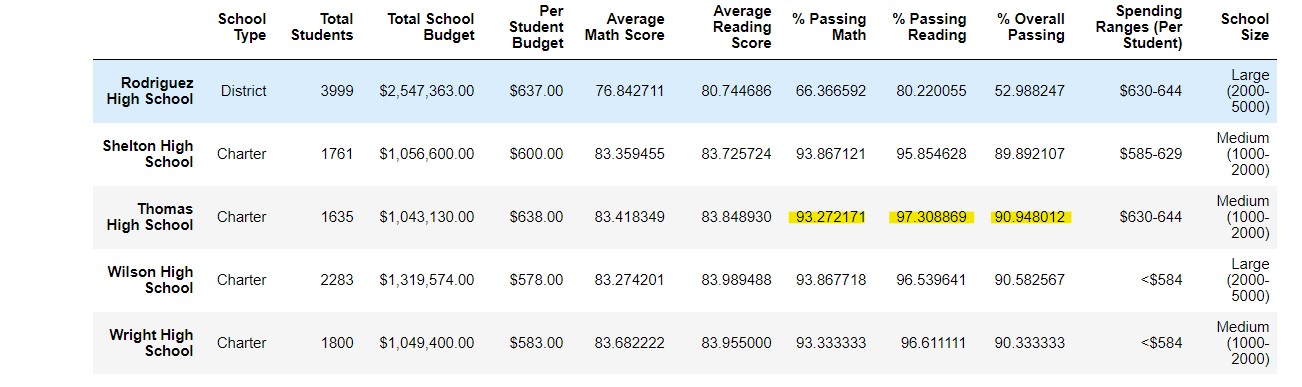 School Type Total Students Total School Budget Per Student Budget Average Math Score Average Reading Score % Passing Math % Passing Reading % Overall Passing Spending Ranges (Per Student) School Size
Rodriguez High School District 3999 $2,547,363.00 $637.00 76.842711 80.744686 66.366592 80.220055 52.988247 $630-644 Large (2000-5000)
Shelton High School Charter 1761 $1,056,600.00 $600.00 83.359455 83.725724 93.867121 95.854628 89.892107 $585-629 Medium (1000-2000)
Thomas High School Charter 1635 $1,043,130.00 $638.00 83.418349 83.848930 93.272171 97.308869 90.948012 $630-644 Medium (1000-2000)
Wilson High School Charter 2283 $1,319,574.00 $578.00 83.274201 83.989488 93.867718 96.539641 90.582567 <$584 Large (2000-5000)
Wright High School Charter 1800 $1,049,400.00 $583.00 83.682222 83.955000 93.333333 96.611111 90.333333 <$584 Medium (1000-2000)